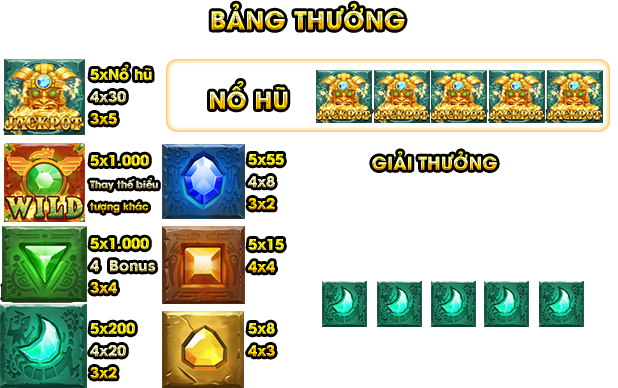 BẢNG THƯỞNG
JACKPOT
5xNổ hũ
4x30
3x5
NỔ HŨ
JACKPOT JACKPOT JACKPOT JACKPOT JACKPOT
WILD
5x1.000
Thay thế biểu
tượng khác
5x55
4x8
3x2
GIẢI THƯỞNG
5x1.000
4 Bonus
3x4
5x15
4x4
5x200
4x20
3x2
5x8
4x3